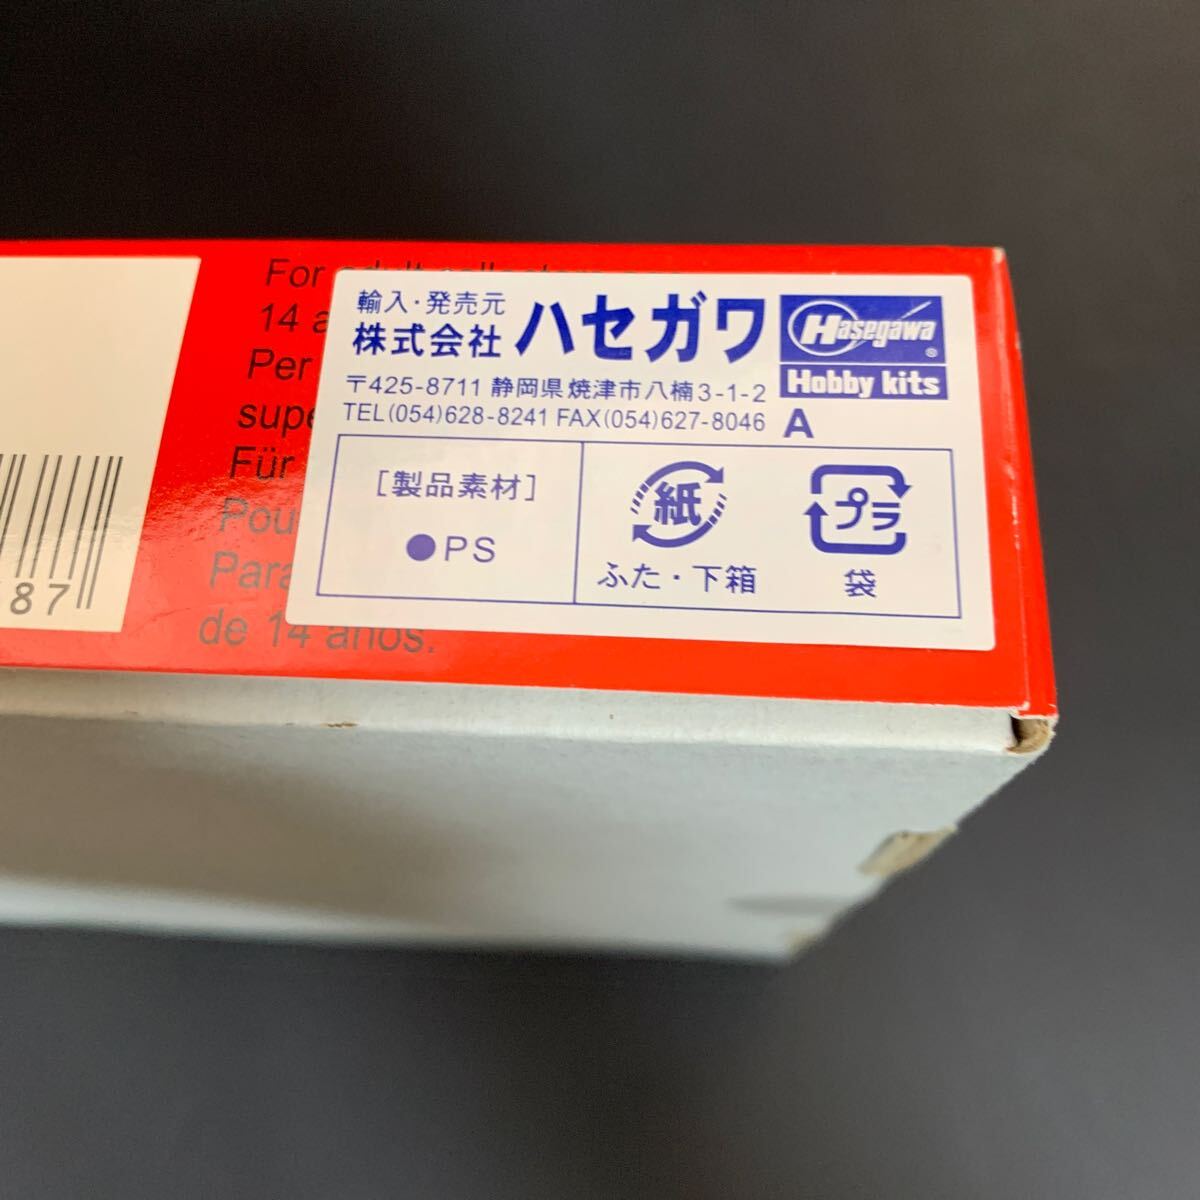 For
14
Per
Für
de 14 anos.
87
輸入・発売元
株式会社 ハセガワ
Hasegawa
®
Hobby kits
〒425-8711 静岡県焼津市八楠3-1-2
TEL(054)628-8241 FAX(054)627-8046 A
[製品素材]
●PS
紙
ふた・下箱
プラ
袋